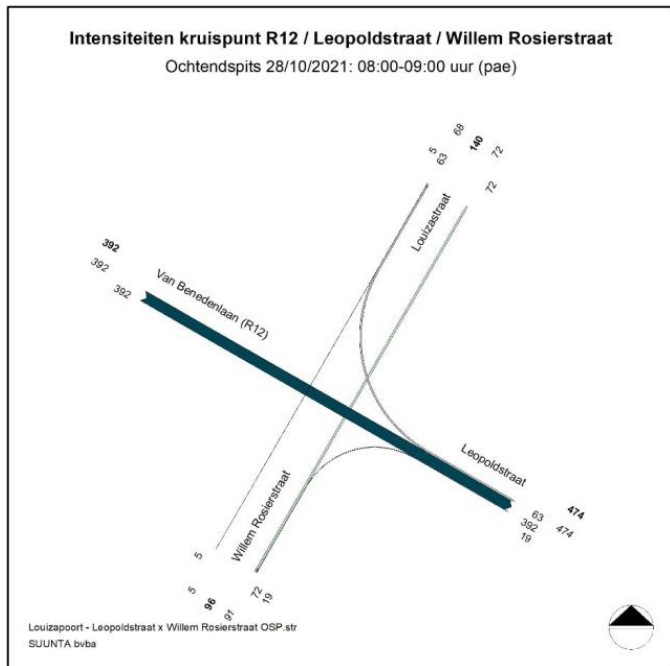 Intensiteiten kruispunt R12 / Leopoldstraat / Willem Rosierstraat
Ochtendspits 28/10/2021: 08:00-09:00 uur (pae)
5 68 140 72
63 72
Louizastraat
392
392
392
Van Benedenlaan (R12)
Leopoldstraat
63 474
392 474
19
Willem Rosierstraat
5
5 96 91 72 19
Louizapoort - Leopoldstraat x Willem Rosierstraat OSP.str
SUUNTA bvba